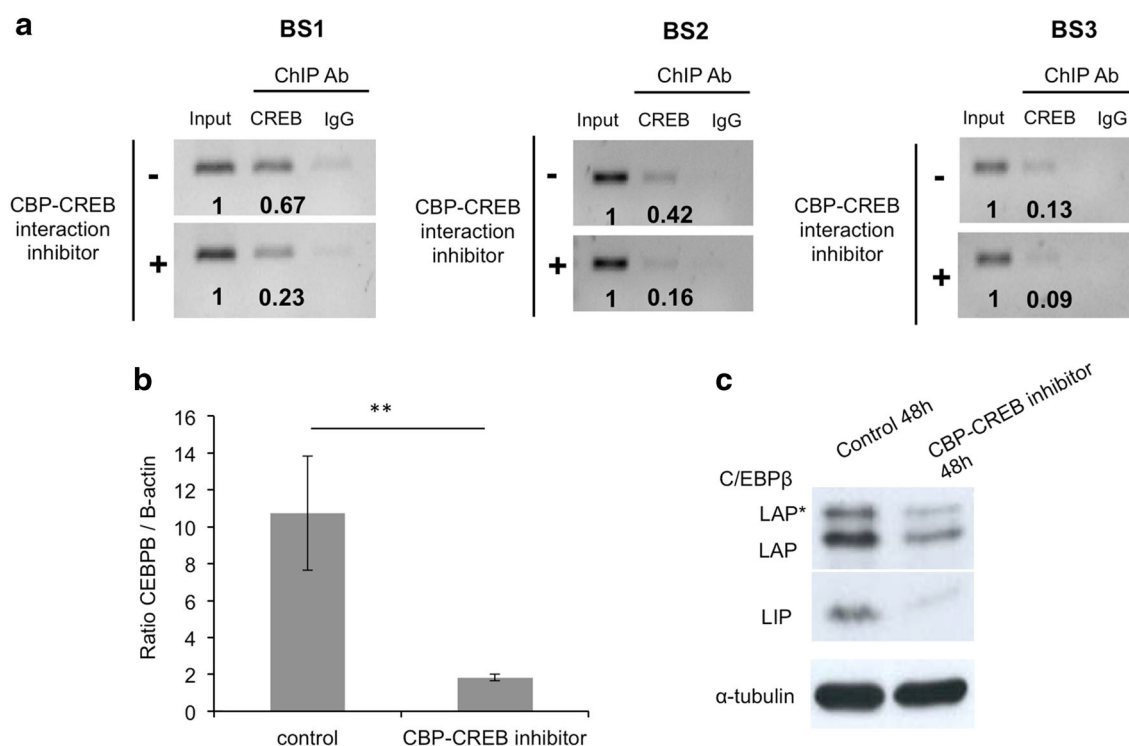 a
BS1
ChIP Ab
Input CREB IgG
CBP-CREB
interaction
inhibitor
-
1 0.67
+
1 0.23
BS2
ChIP Ab
Input CREB IgG
CBP-CREB
interaction
inhibitor
-
1 0.42
+
1 0.16
BS3
ChIP Ab
Input CREB IgG
CBP-CREB
interaction
inhibitor
-
1 0.13
+
1 0.09
b
Ratio CEBPB / B-actin
16
14
12
10
8
6
4
2
0
**
control
CBP-CREB inhibitor
c
Control 48h
CBP-CREB inhibitor
48h
C/EBPβ
LAP*
LAP
LIP
α-tubulin